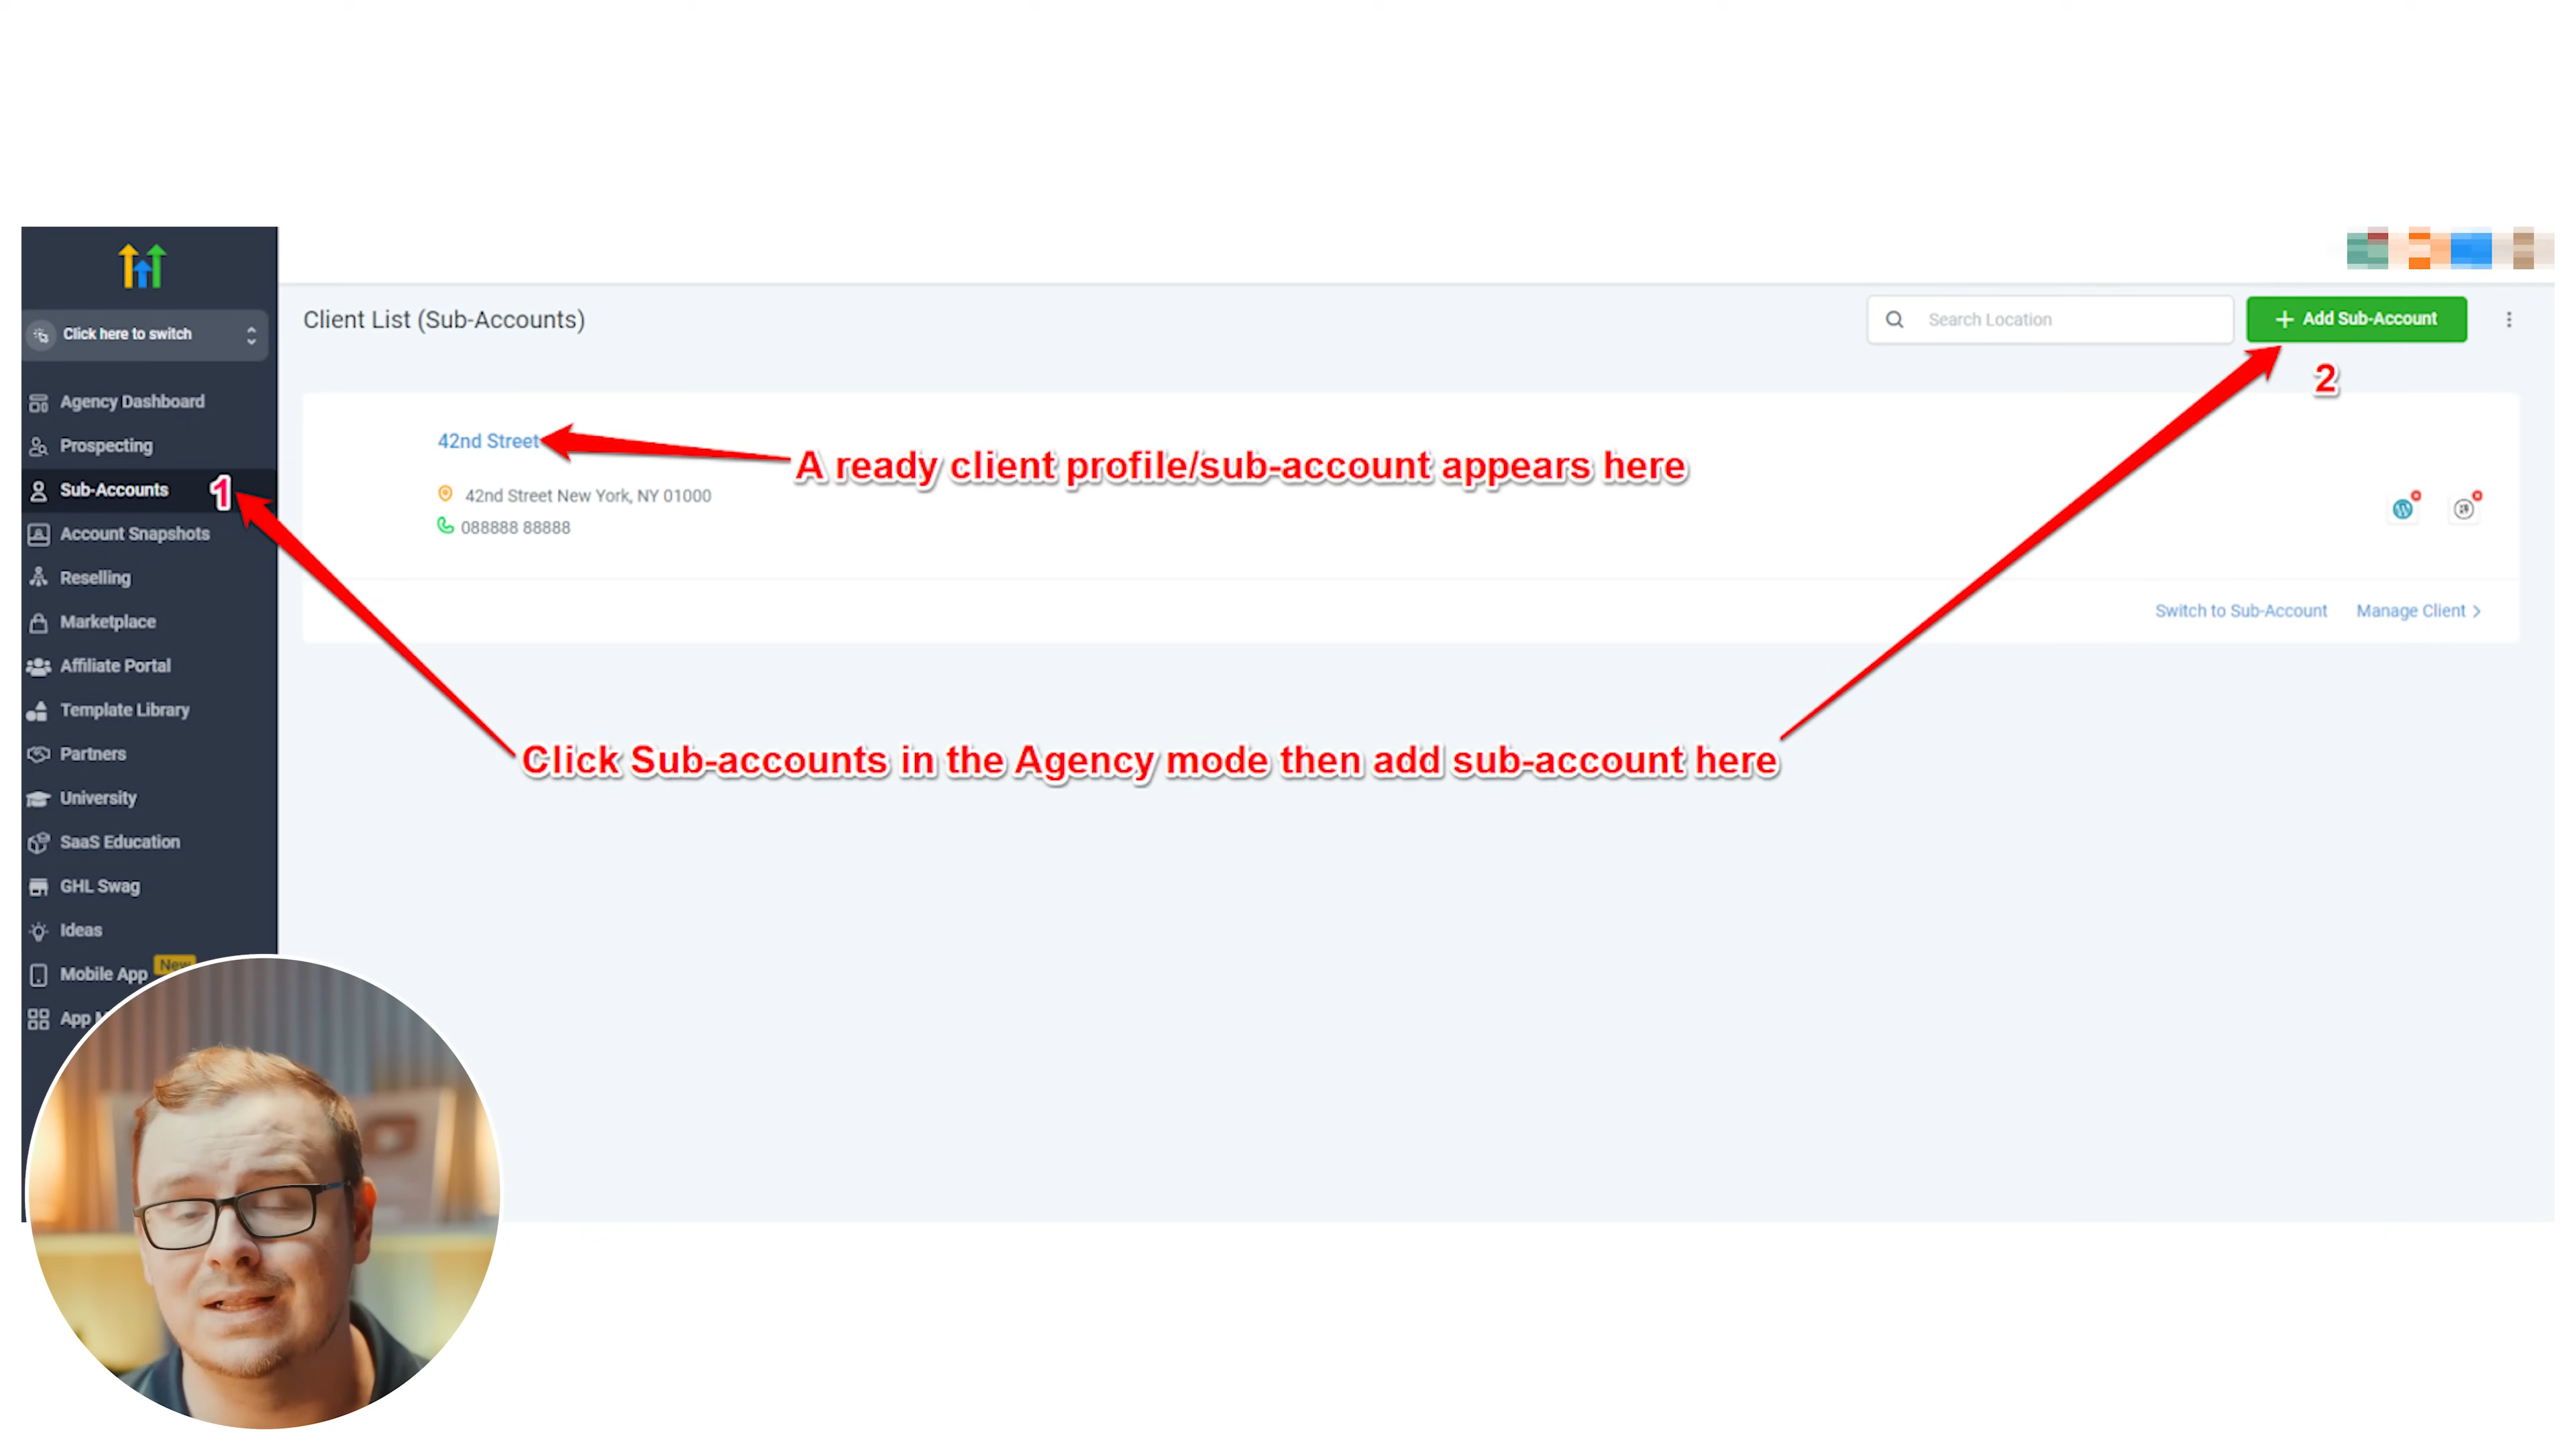 Click here to switch
Agency Dashboard
Prospecting
Sub-Accounts 1
Account Snapshots
Reselling
Marketplace
Affiliate Portal
Template Library
Partners
University
SaaS Education
GHL Swag
Ideas
Mobile App New
App
Client List (Sub-Accounts)
Search Location
+ Add Sub-Account
2
42nd Street
A ready client profile/sub-account appears here
42nd Street New York, NY 01000
088888 88888
Switch to Sub-Account
Manage Client >
Click Sub-accounts in the Agency mode then add sub-account here